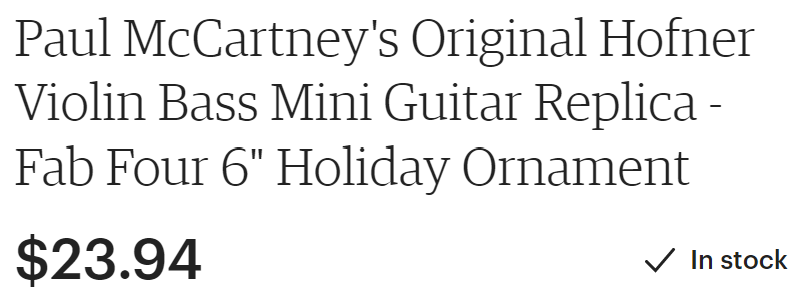 Paul McCartney's Original Hofner
Violin Bass Mini Guitar Replica -
Fab Four 6" Holiday Ornament
$23.94
In stock